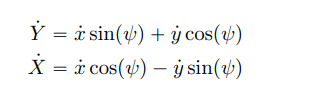 Ẏ = ẋ sin(ψ) + ẏ cos(ψ)
Ẋ = ẋ cos(ψ) − ẏ sin(ψ)